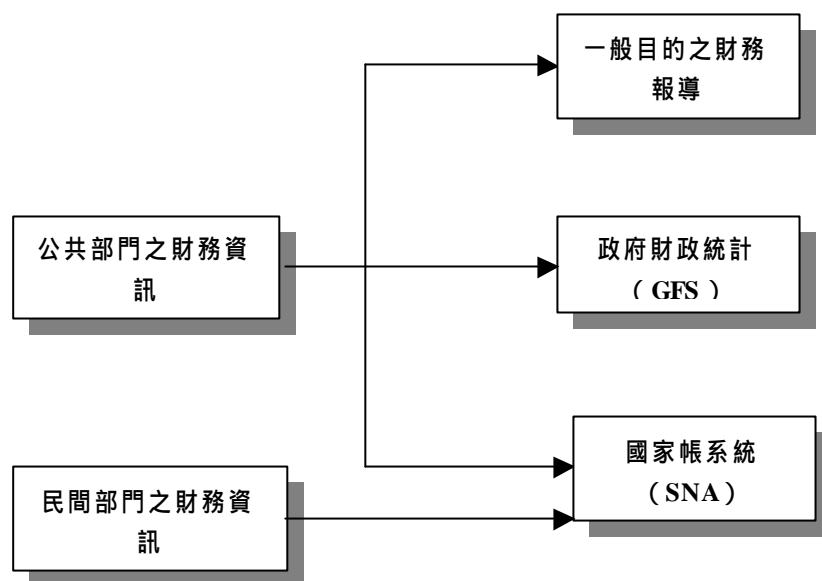 一般目的之財務
報導
公共部門之財務資
訊
政府財政統計
（GFS）
國家帳系統
（SNA）
民間部門之財務資
訊